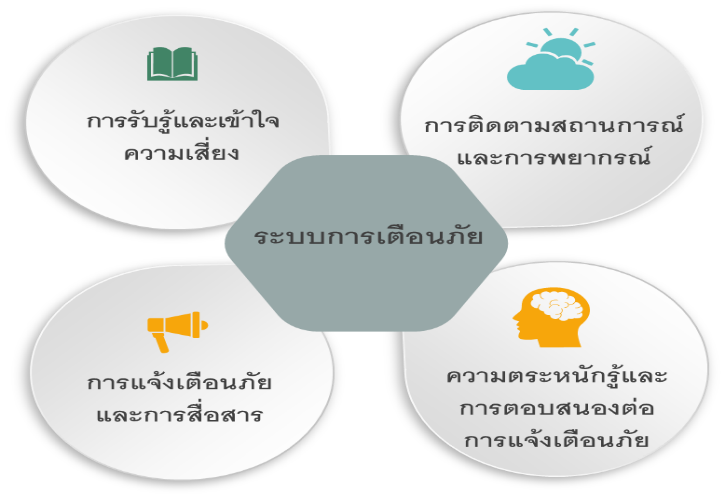 การรับรู้และเข้าใจ
ความเสี่ยง
การติดตามสถานการณ์
และการพยากรณ์
ระบบการเตือนภัย
การแจ้งเตือนภัย
และการสื่อสาร
ความตระหนักรู้และ
การตอบสนองต่อ
การแจ้งเตือนภัย